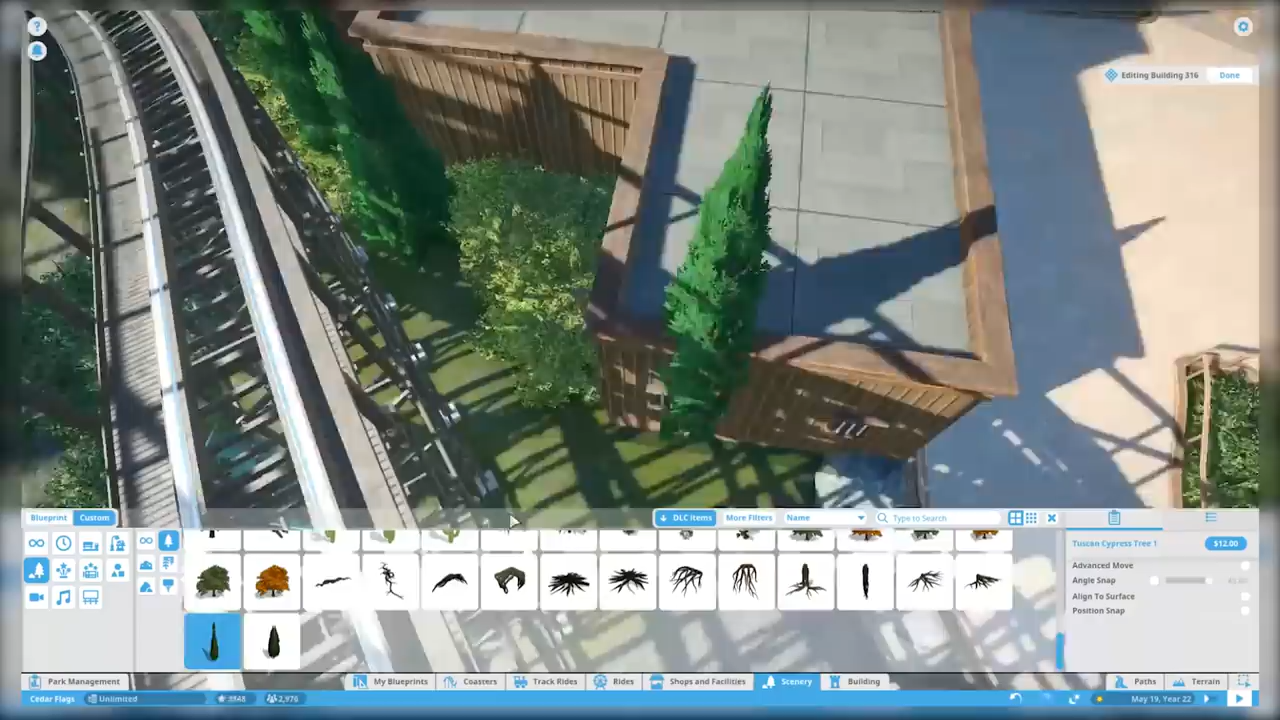 ?
Editing Building 316 Done
Blueprint Custom
DLC Items More Filters Name Type to Search
Tuscan Cypress Tree 1 $12.00
Advanced Move
Angle Snap
Align To Surface
Position Snap
Park Management My Blueprints Coasters Track Rides Rides Shops and Facilities Scenery Building Paths Terrain
Cedar Flags Unlimited 2,976 May 19, Year 22